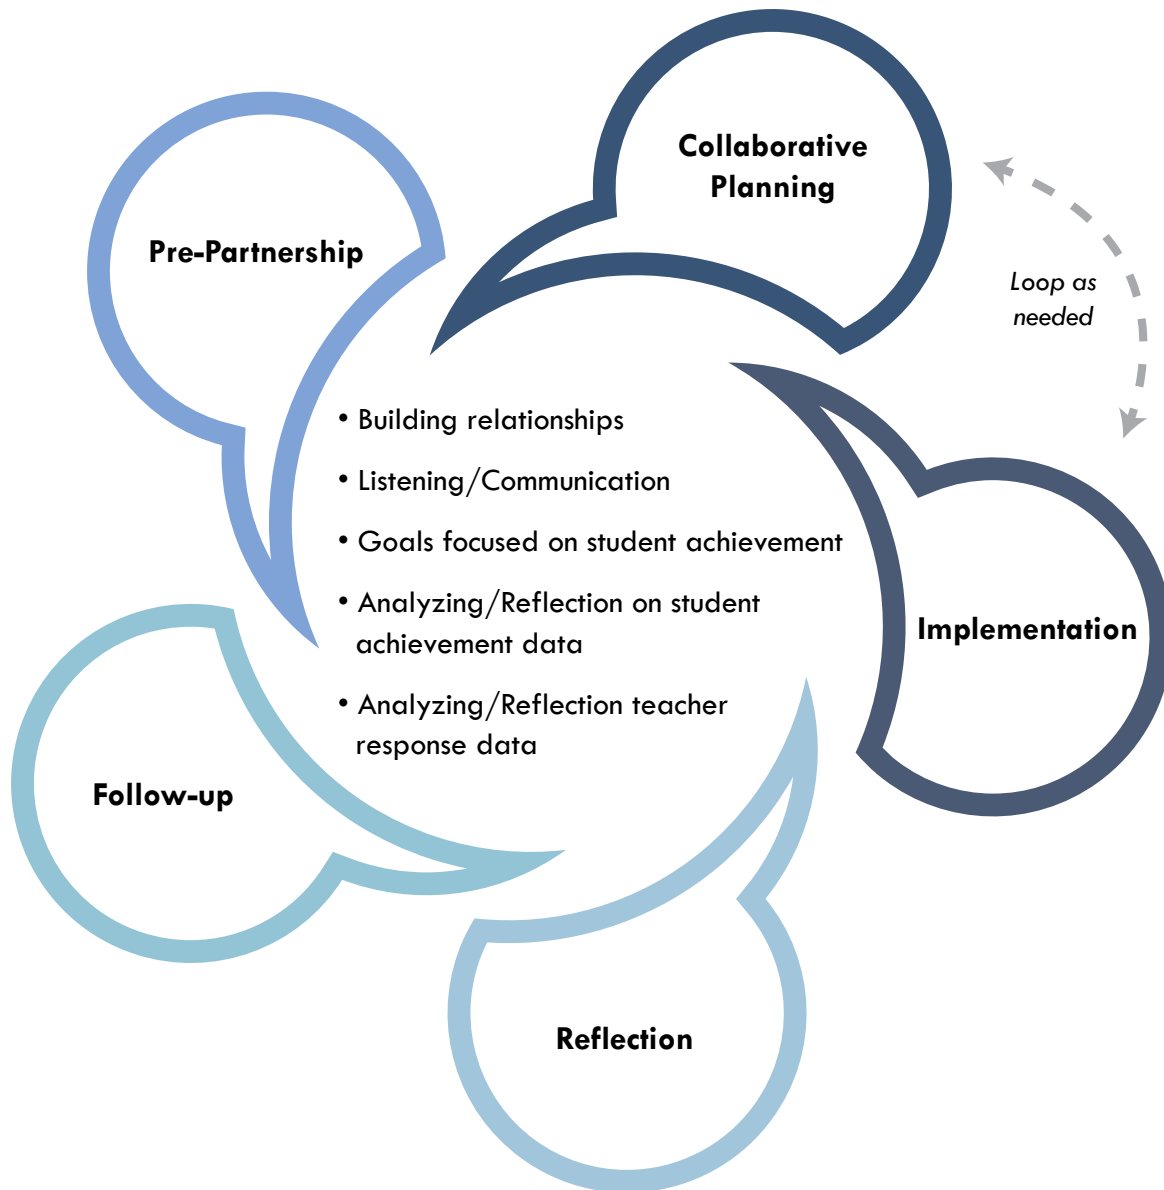 Collaborative
Planning
Pre-Partnership
Loop as
needed
• Building relationships
• Listening/Communication
• Goals focused on student achievement
• Analyzing/Reflection on student
achievement data
• Analyzing/Reflection teacher
response data
Implementation
Follow-up
Reflection